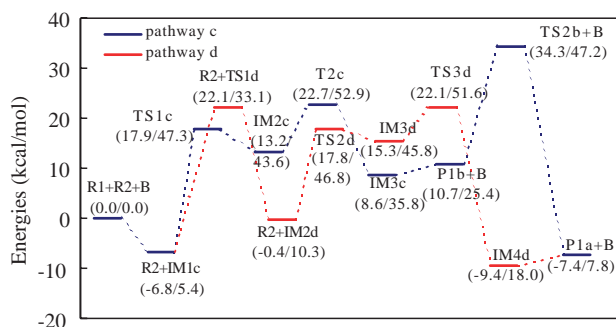 pathway c
pathway d
TS2b+B
(34.3/47.2)
R2+TS1d
(22.1/33.1)
T2c
(22.7/52.9)
TS3d
(22.1/51.6)
TS1c
(17.9/47.3)
IM2c
(13.2/
43.6)
TS2d
(17.8/
46.8)
IM3d
(15.3/45.8)
IM3c
(8.6/35.8)
P1b+B
(10.7/25.4)
R1+R2+B
(0.0/0.0)
R2+IM1c
(-6.8/5.4)
R2+IM2d
(-0.4/10.3)
IM4d
(-9.4/18.0)
P1a+B
(-7.4/7.8)
Energies (kcal/mol)
40
30
20
10
0
-10
-20